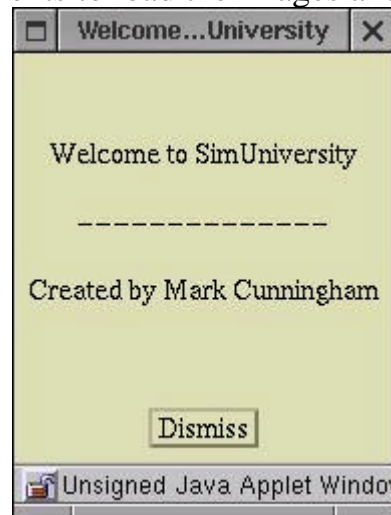 Welcome...University
Welcome to SimUniversity
--------------
Created by Mark Cunningham
Dismiss
Unsigned Java Applet Windo